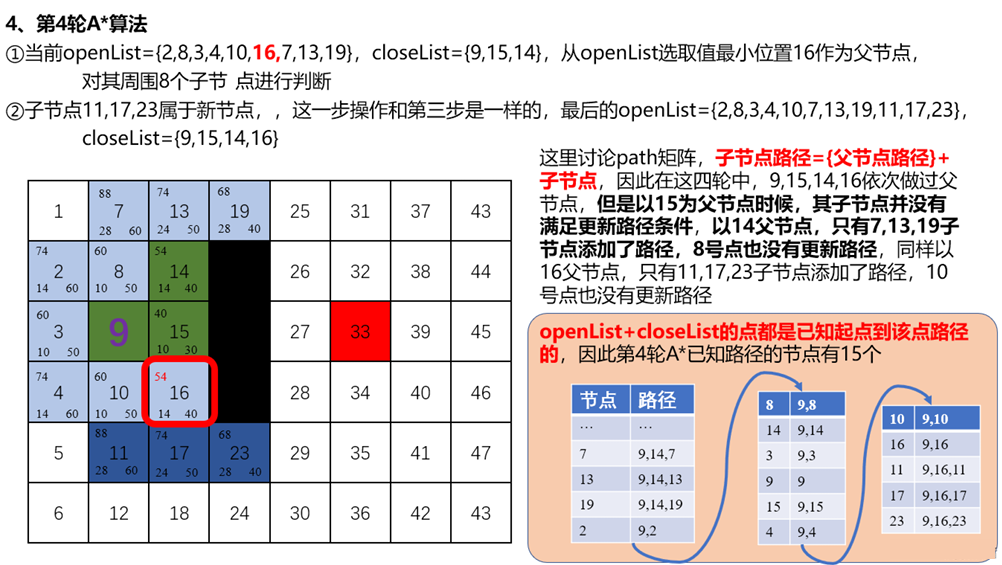 4、第4轮A*算法
①当前openList={2,8,3,4,10,16,7,13,19}，closeList={9,15,14}，从openList选取值最小位置16作为父节点，
对其周围8个子节 点进行判断
②子节点11,17,23属于新节点，，这一步操作和第三步是一样的，最后的openList={2,8,3,4,10,7,13,19,11,17,23}，
closeList={9,15,14,16}
这里讨论path矩阵，子节点路径={父节点路径}+
子节点，因此在这四轮中，9,15,14,16依次做过父
节点，但是以15为父节点时候，其子节点并没有
满足更新路径条件，以14父节点，只有7,13,19子
节点添加了路径，8号点也没有更新路径，同样以
16父节点，只有11,17,23子节点添加了路径，10
号点也没有更新路径
openList+closeList的点都是已知起点到该点路径
的，因此第4轮A*已知路径的节点有15个
88 74 68
1 7 13 19 25 31 37 43
28 60 24 50 28 40
74 60 54
2 8 14 26 32 38 44
14 60 10 50 14 40
60 40
3 9 15 27 33 39 45
10 50 10 30
74 60 54
4 10 16 28 34 40 46
14 60 10 50 14 40
88 74 68
5 11 17 23 29 35 41 47
28 60 24 50 28 40
6 12 18 24 30 36 42 43
节点 路径
... ...
7 9,14,7
13 9,14,13
19 9,14,19
2 9,2
8 9,8
14 9,14
3 9,3
9 9
15 9,15
4 9,4
10 9,10
16 9,16
11 9,16,11
17 9,16,17
23 9,16,23